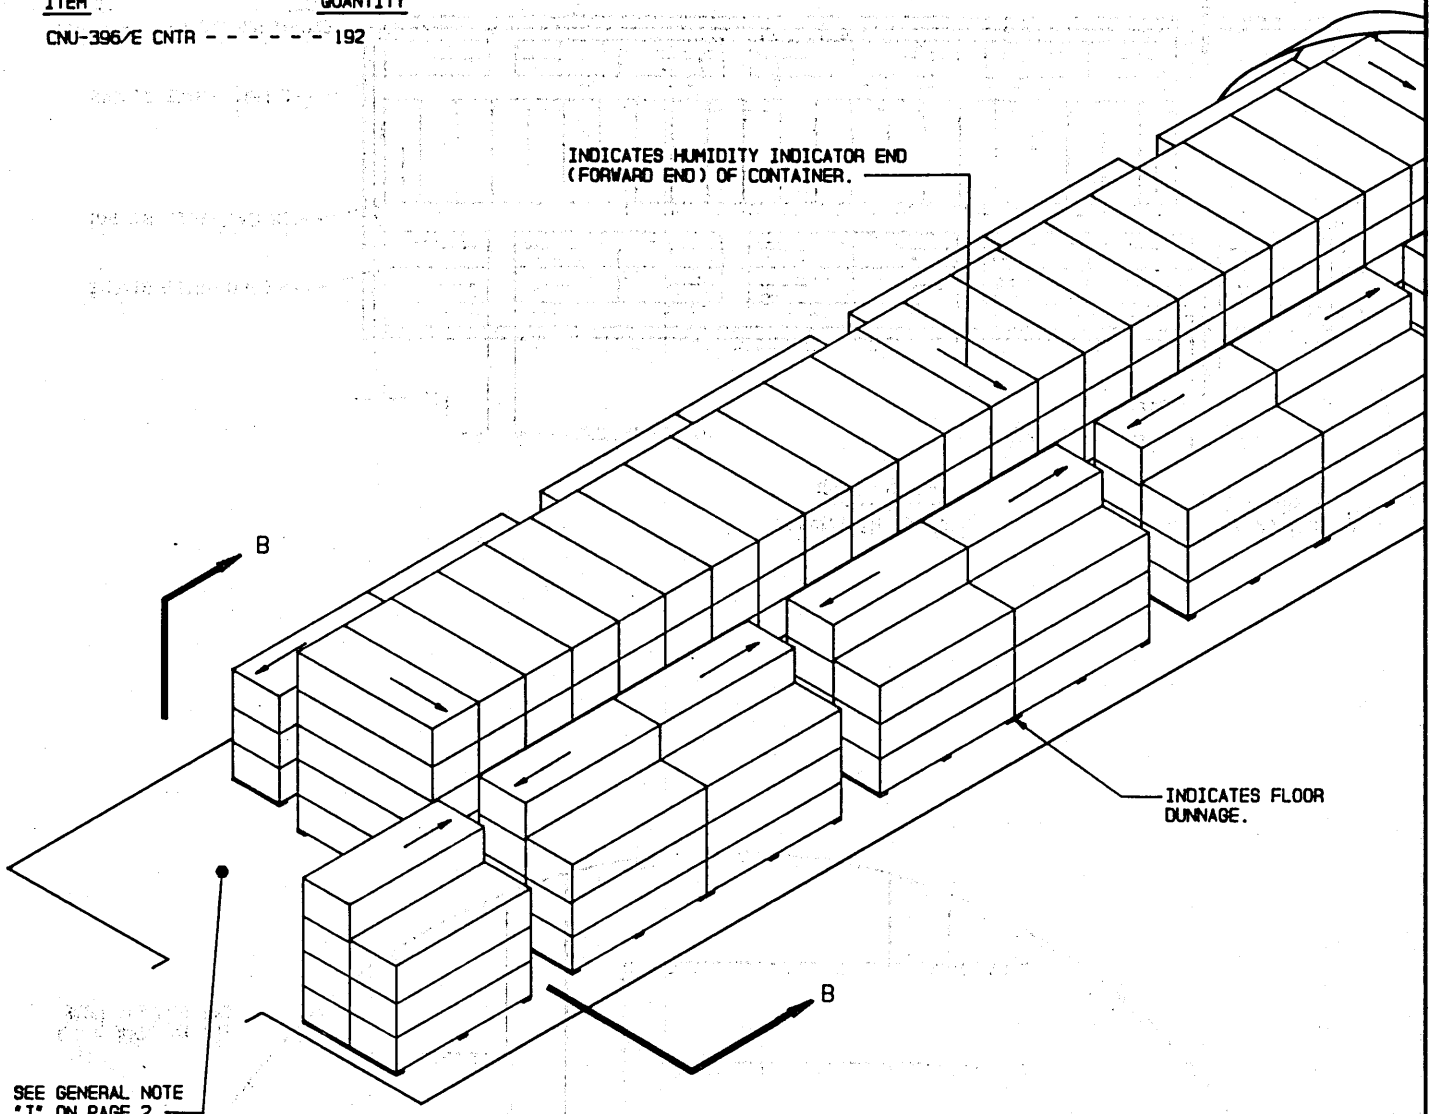 ITEM QUANTITY
CNU-396/E CNTR - - - - - - 192
INDICATES HUMIDITY INDICATOR END
(FORWARD END) OF CONTAINER.
B
INDICATES FLOOR
DUNNAGE.
B
SEE GENERAL NOTE
"I" ON PAGE 2